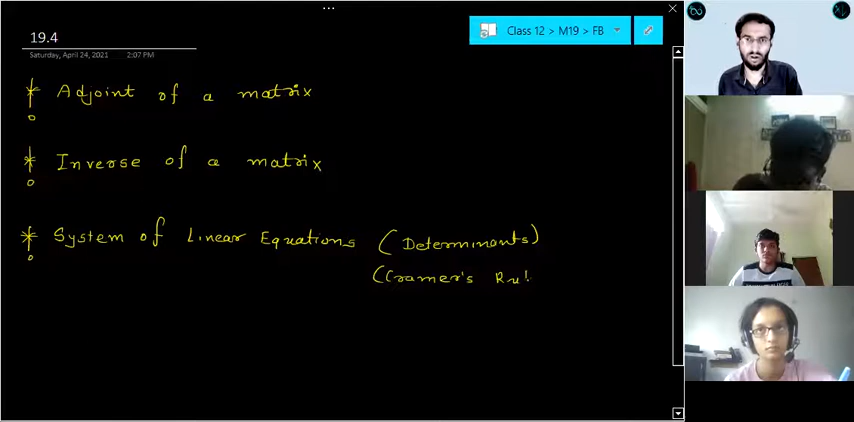 19.4
Saturday, April 24, 2021 2:07 PM
Class 12 > M19 > FB
* Adjoint of a matrix
* Inverse of a matrix
* System of Linear Equations (Determinants)
(Cramer's Rul